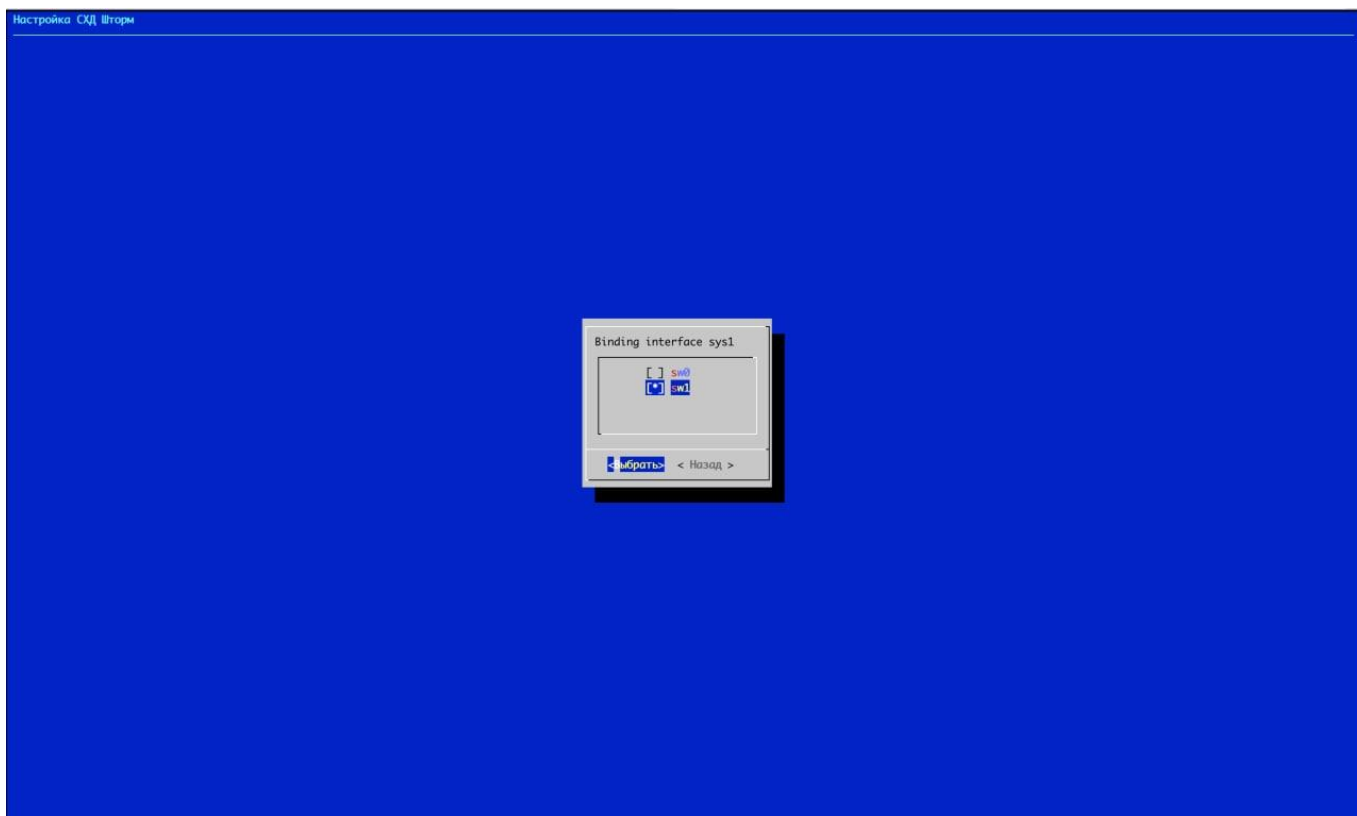 Настройка СХД Шторм
Binding interface sys1
[ ] sw0
[*] sw1
<Выбрать> < Назад >